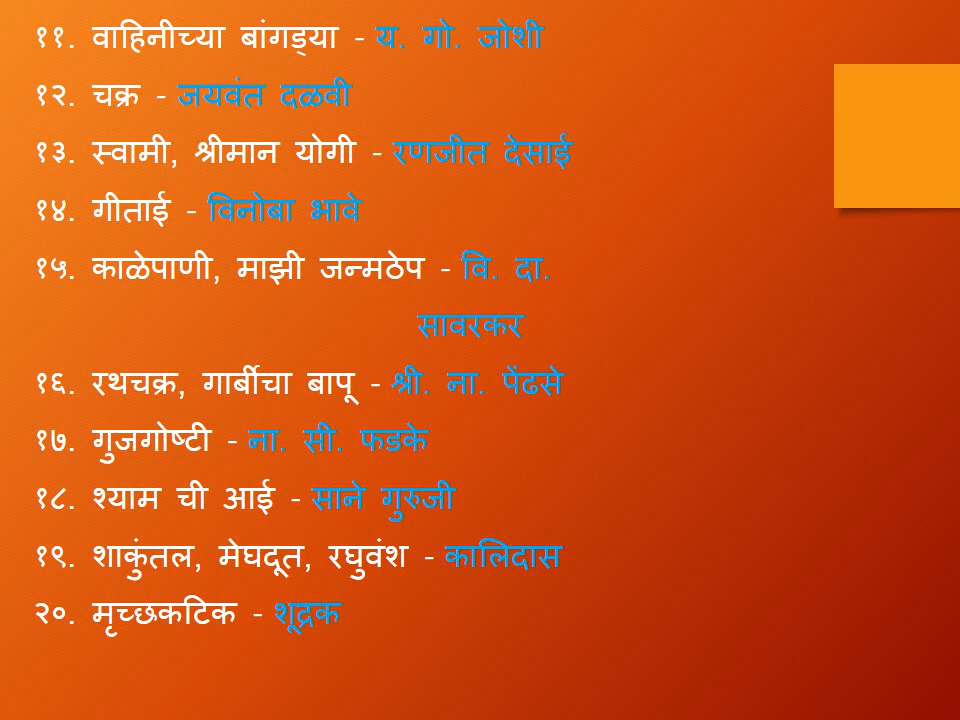 ११. वाहिनीच्या बांगड्या - य. गो. जोशी
१२. चक्र - जयवंत दळवी
१३. स्वामी, श्रीमान योगी - रणजीत देसाई
१४. गीताई - विनोबा भावे
१५. काळेपाणी, माझी जन्मठेप - वि. दा.
सावरकर
१६. रथचक्र, गार्बीचा बापू - श्री. ना. पेंढसे
१७. गुजगोष्टी - ना. सी. फडके
१८. श्याम ची आई - साने गुरुजी
१९. शाकुंतल, मेघदूत, रघुवंश - कालिदास
२०. मृच्छकटिक - शूद्रक